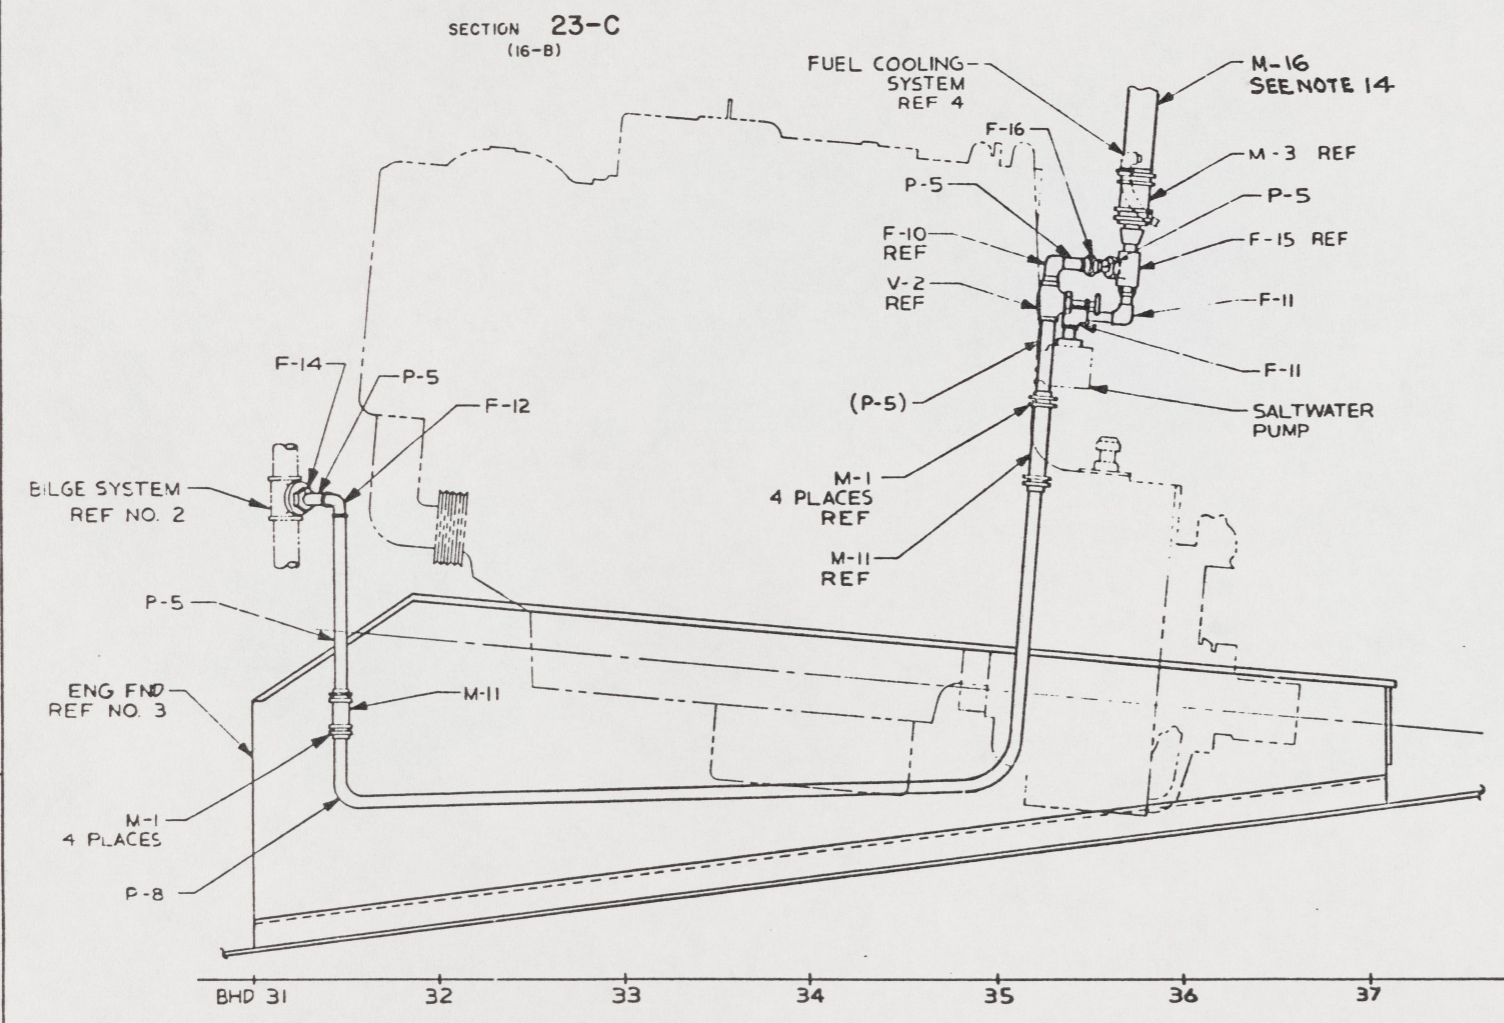 SECTION 23-C
(16-B)
FUEL COOLING
SYSTEM
REF 4
M-16
SEE NOTE 14
F-16
M-3 REF
P-5
P-5
F-10
REF
F-15 REF
V-2
REF
F-11
F-14
P-5
F-11
F-12
(P-5)
SALTWATER
PUMP
BILGE SYSTEM
REF NO. 2
M-1
4 PLACES
REF
M-11
REF
P-5
ENG FND
REF NO. 3
M-11
M-1
4 PLACES
P-8
BHD 31
32
33
34
35
36
37